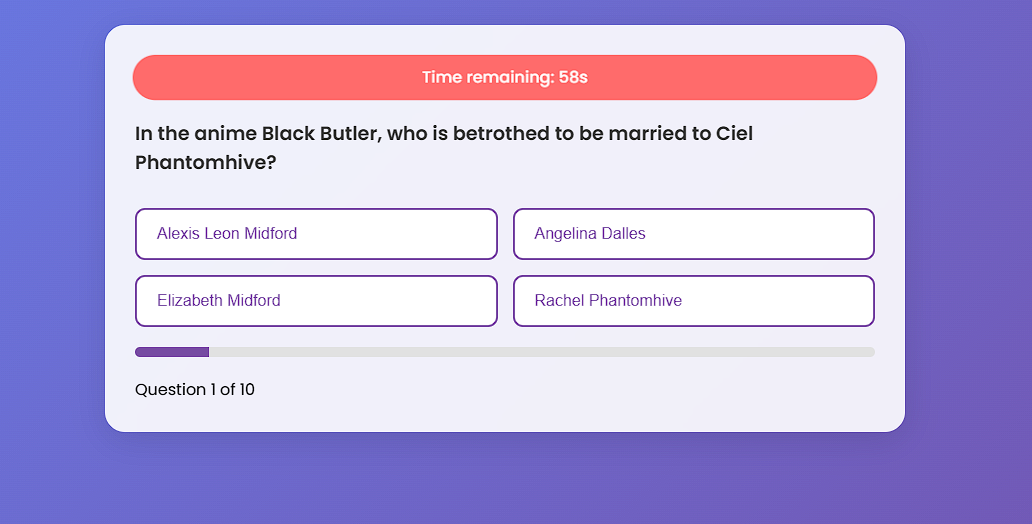 Time remaining: 58s
In the anime Black Butler, who is betrothed to be married to Ciel
Phantomhive?
Alexis Leon Midford
Angelina Dalles
Elizabeth Midford
Rachel Phantomhive
Question 1 of 10